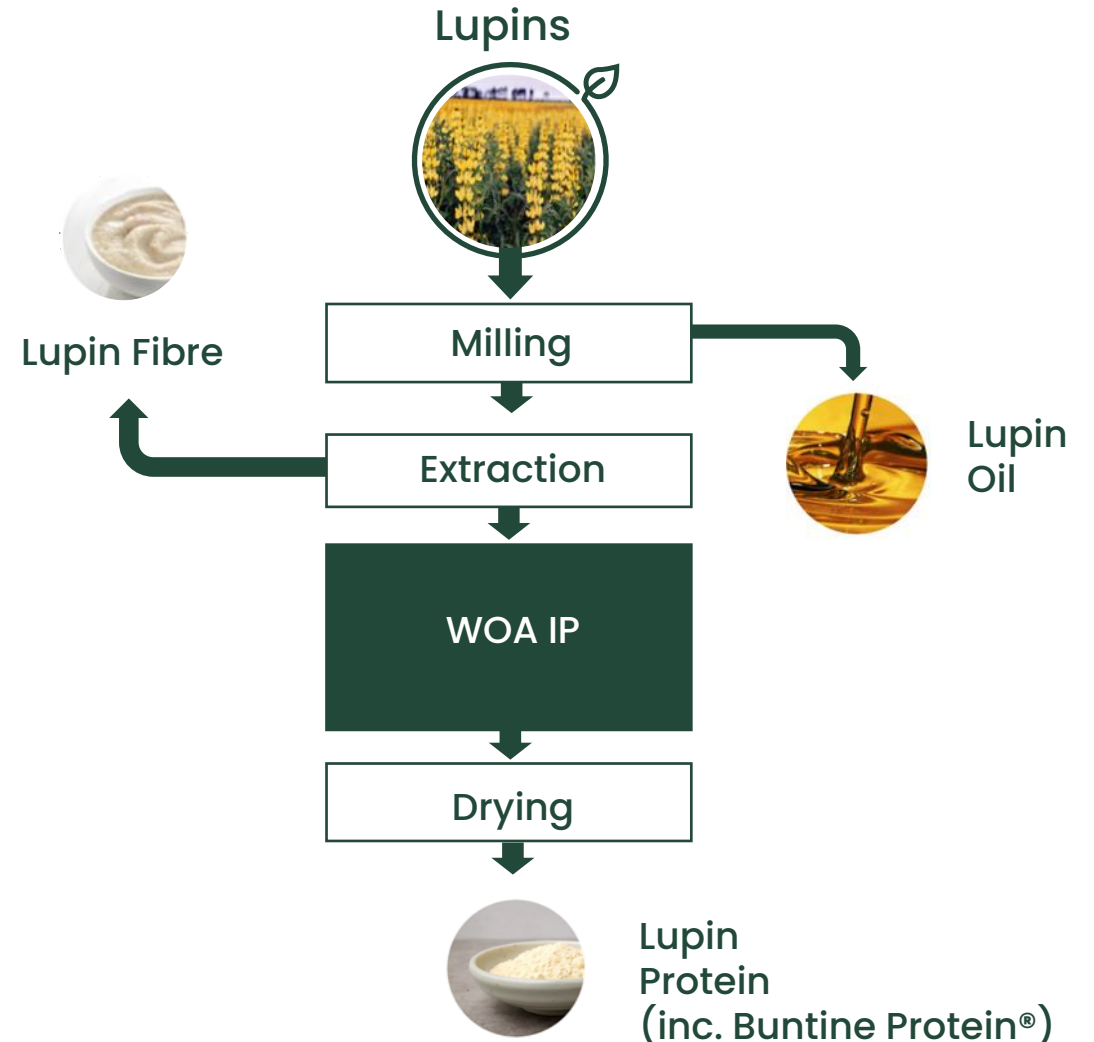 Lupins
Milling
Lupin Fibre
Lupin
Oil
Extraction
WOA IP
Drying
Lupin
Protein
(inc. Buntine Protein®)